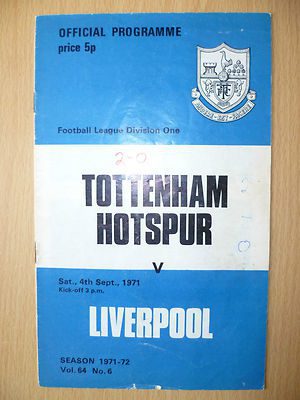 OFFICIAL PROGRAMME
price 5p
Football League Division One
2-0
TOTTENHAM
HOTSPUR
v
Sat., 4th Sept., 1971
Kick-off 3 p.m.
LIVERPOOL
SEASON 1971-72
Vol. 64 No. 6